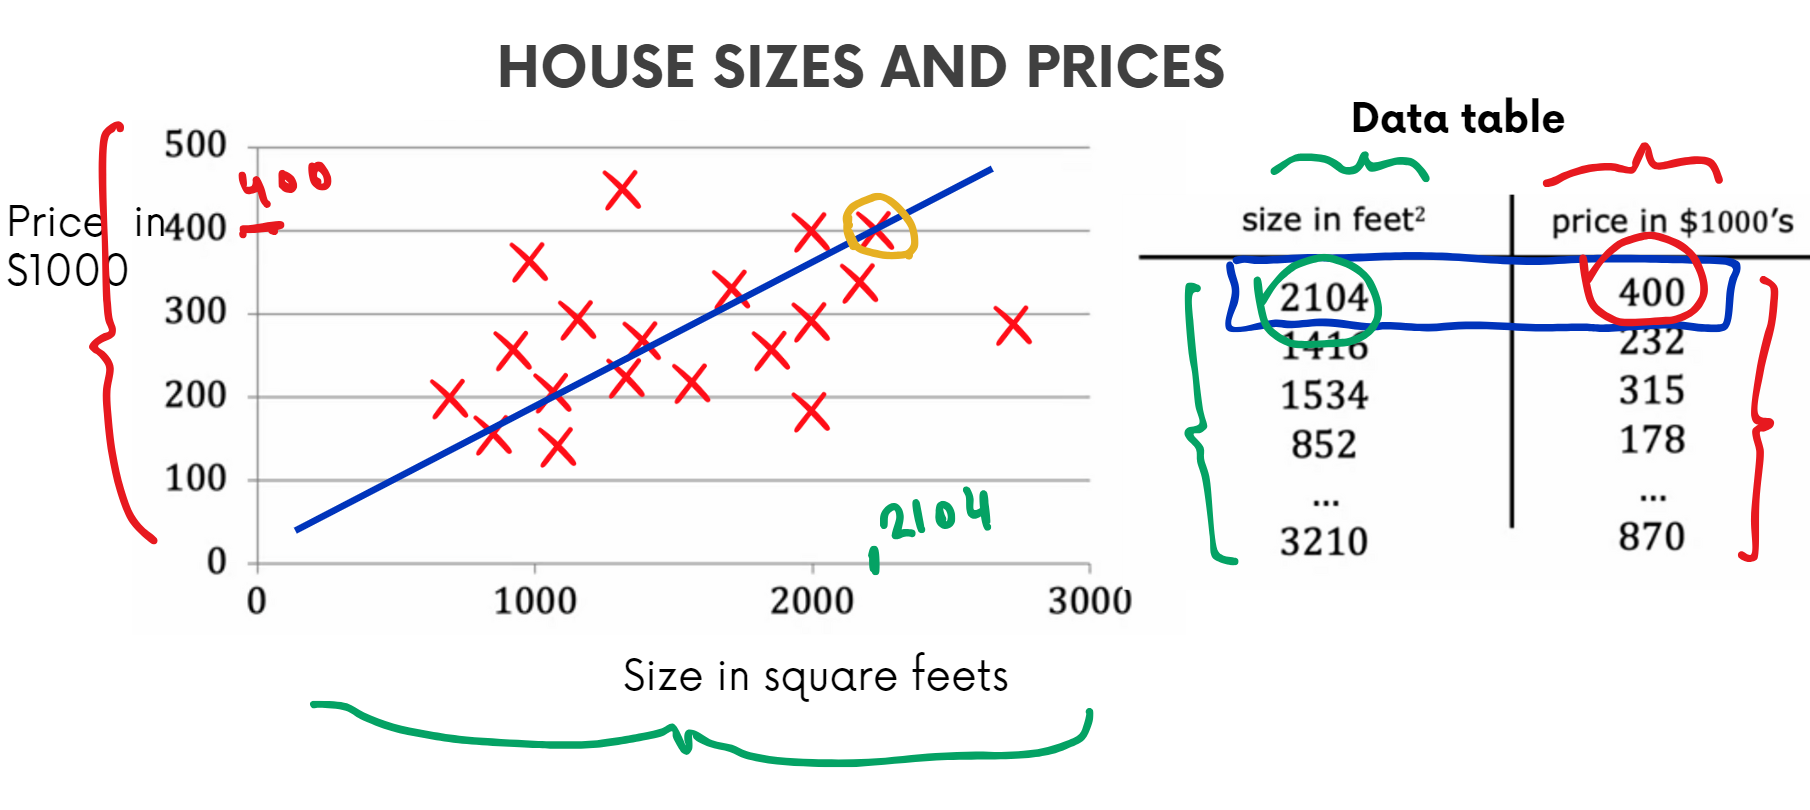 HOUSE SIZES AND PRICES
Data table
500
400
Price in
$1000
400
300
200
100
0
2104
0 1000 2000 3000
Size in square feets
size in feet² price in $1000's
2104 400
1416 232
1534 315
852 178
... ...
3210 870